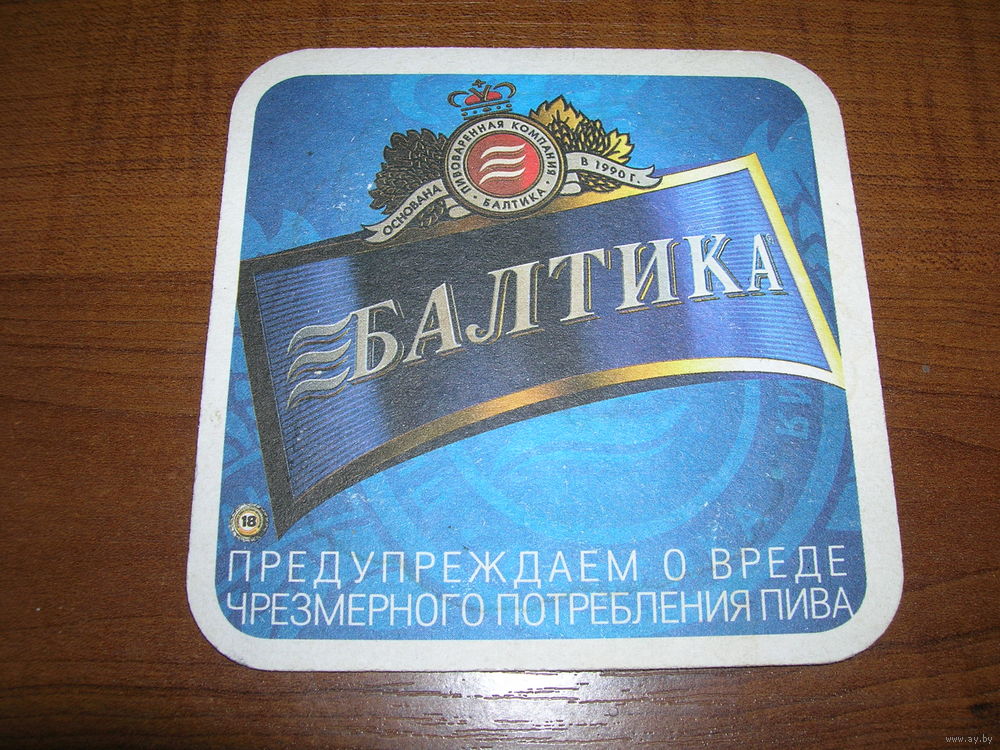 ПИВОВАРЕННАЯ КОМПАНИЯ
· БАЛТИКА ·
ОСНОВАНА
В 1990 Г.
БАЛТИКА
18
ПРЕДУПРЕЖДАЕМ О ВРЕДЕ
ЧРЕЗМЕРНОГО ПОТРЕБЛЕНИЯ ПИВА
www.ay.by